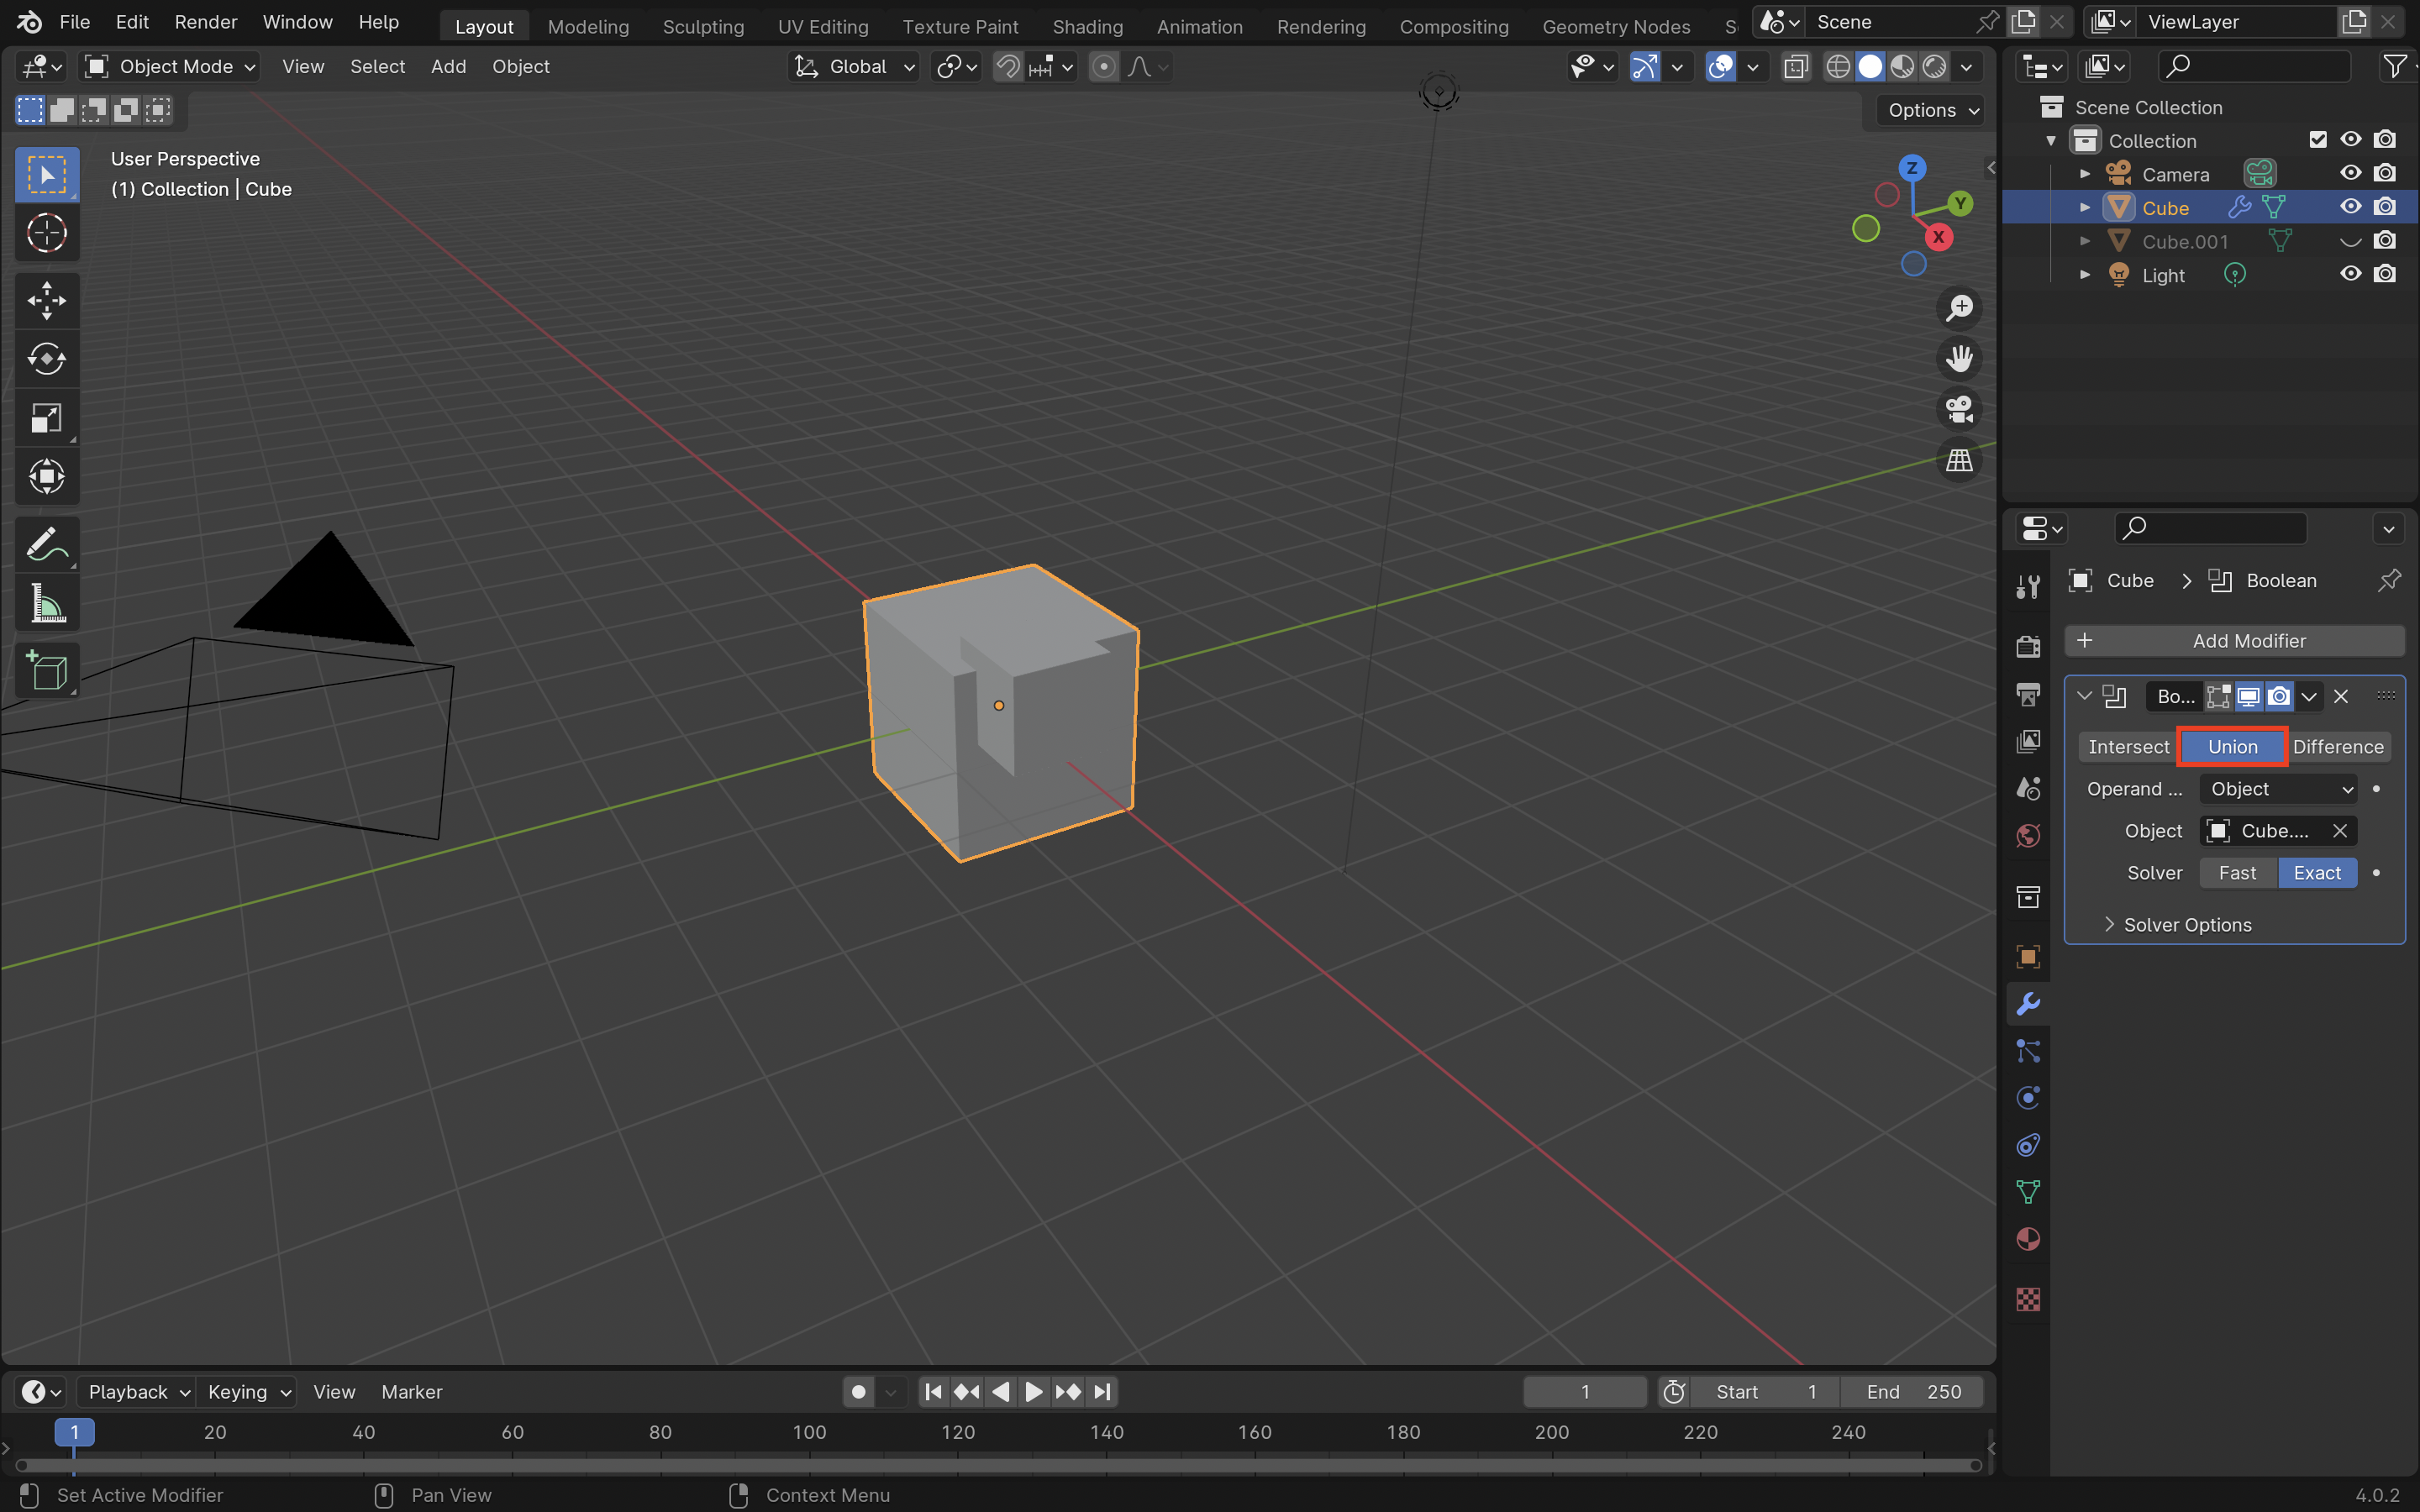 File Edit Render Window Help Layout Modeling Sculpting UV Editing Texture Paint Shading Animation Rendering Compositing Geometry Nodes Scene ViewLayer
Object Mode View Select Add Object Global
Options
User Perspective
(1) Collection | Cube
Z
Y
X
Scene Collection
Collection
Camera
Cube
Cube.001
Light
Cube Boolean
Add Modifier
Bo...
Intersect Union Difference
Operand ... Object
Object Cube....
Solver Fast Exact
Solver Options
Playback Keying View Marker 1 Start 1 End 250
1 20 40 60 80 100 120 140 160 180 200 220 240
Set Active Modifier Pan View Context Menu 4.0.2